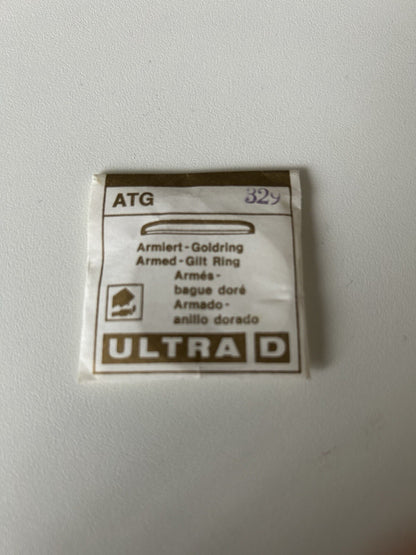 ATG 329
Armiert-Goldring
Armed-Gilt Ring
Armés-
bague doré
Armado-
anillo dorado
ULTRA D